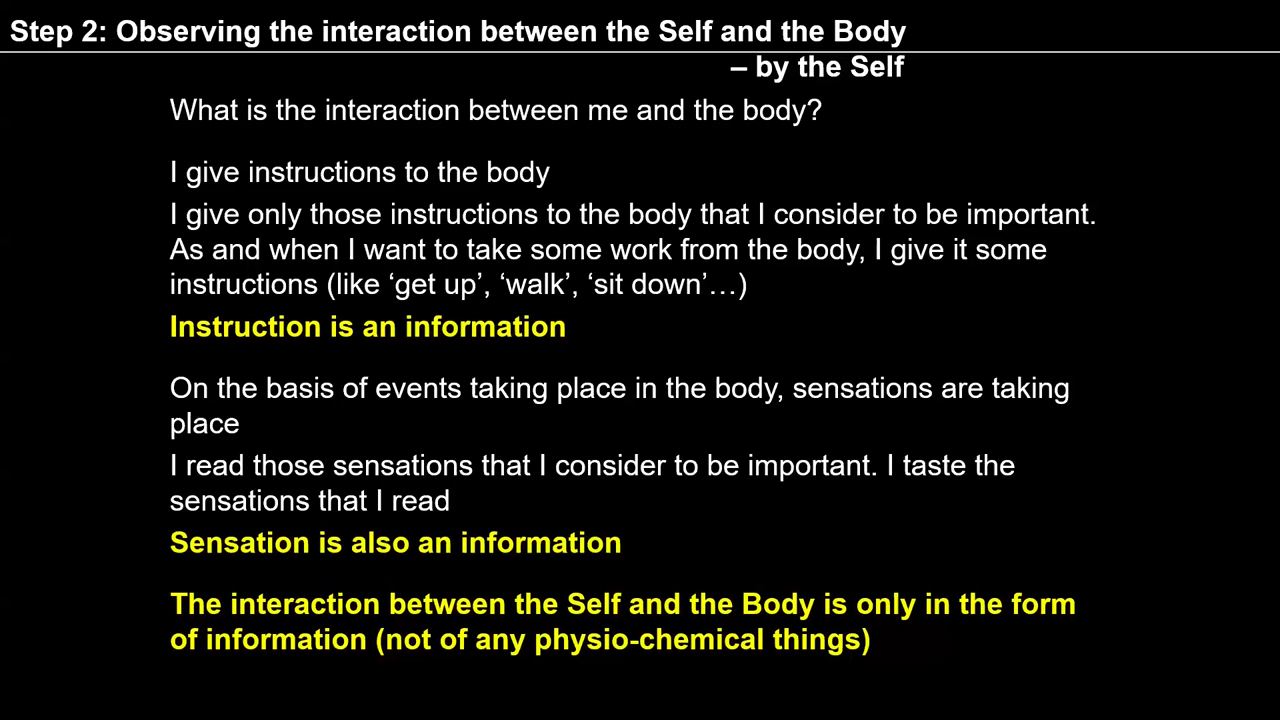 Step 2: Observing the interaction between the Self and the Body
– by the Self
What is the interaction between me and the body?
I give instructions to the body
I give only those instructions to the body that I consider to be important.
As and when I want to take some work from the body, I give it some
instructions (like ‘get up’, ‘walk’, ‘sit down’…)
Instruction is an information
On the basis of events taking place in the body, sensations are taking
place
I read those sensations that I consider to be important. I taste the
sensations that I read
Sensation is also an information
The interaction between the Self and the Body is only in the form
of information (not of any physio-chemical things)